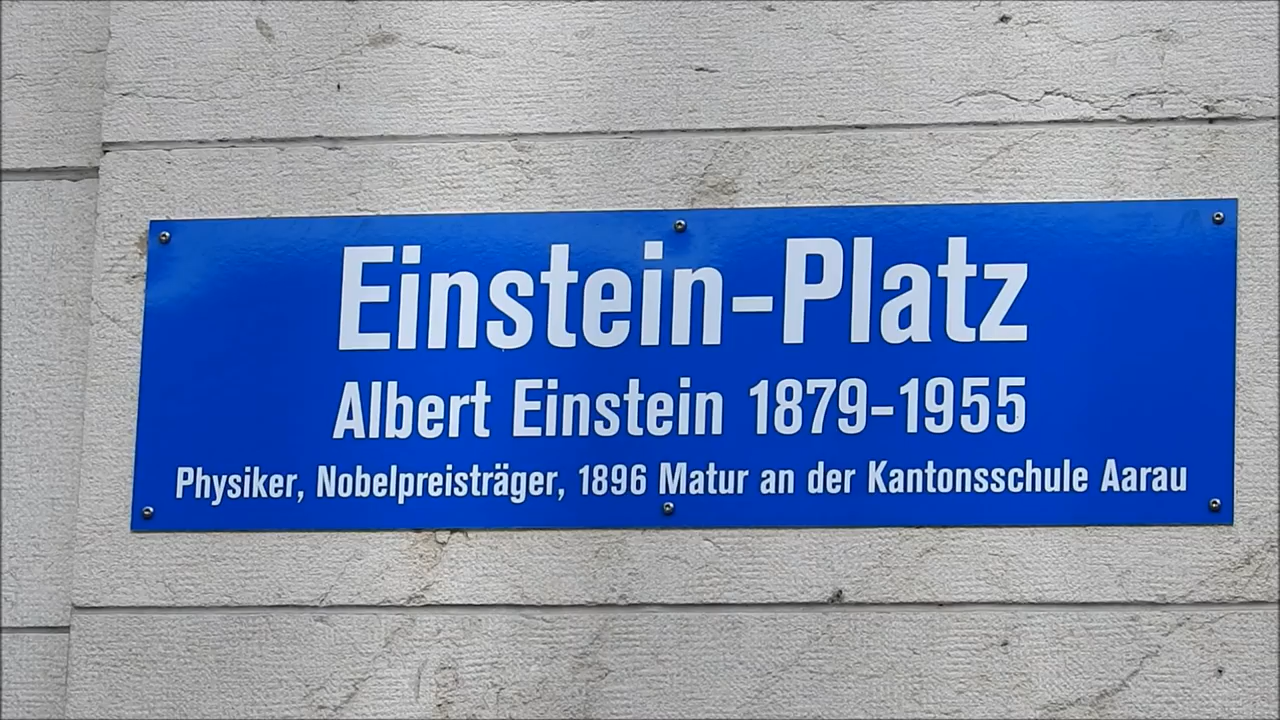 Einstein-Platz
Albert Einstein 1879-1955
Physiker, Nobelpreisträger, 1896 Matur an der Kantonsschule Aarau